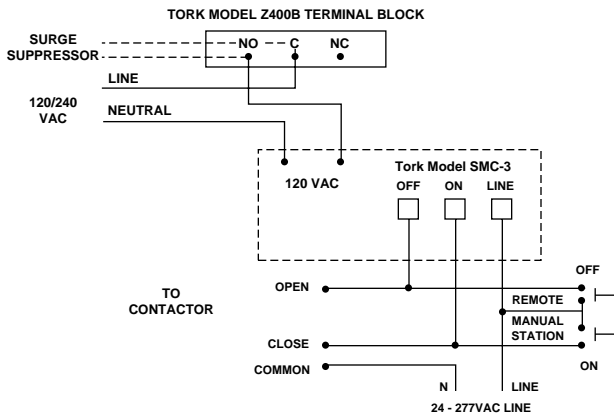 TORK MODEL Z400B TERMINAL BLOCK
SURGE
SUPPRESSOR
NO C NC
LINE
120/240
VAC
NEUTRAL
120 VAC
Tork Model SMC-3
OFF ON LINE
TO
CONTACTOR
OPEN
OFF
REMOTE
MANUAL
STATION
CLOSE
COMMON
ON
N LINE
24 - 277VAC LINE